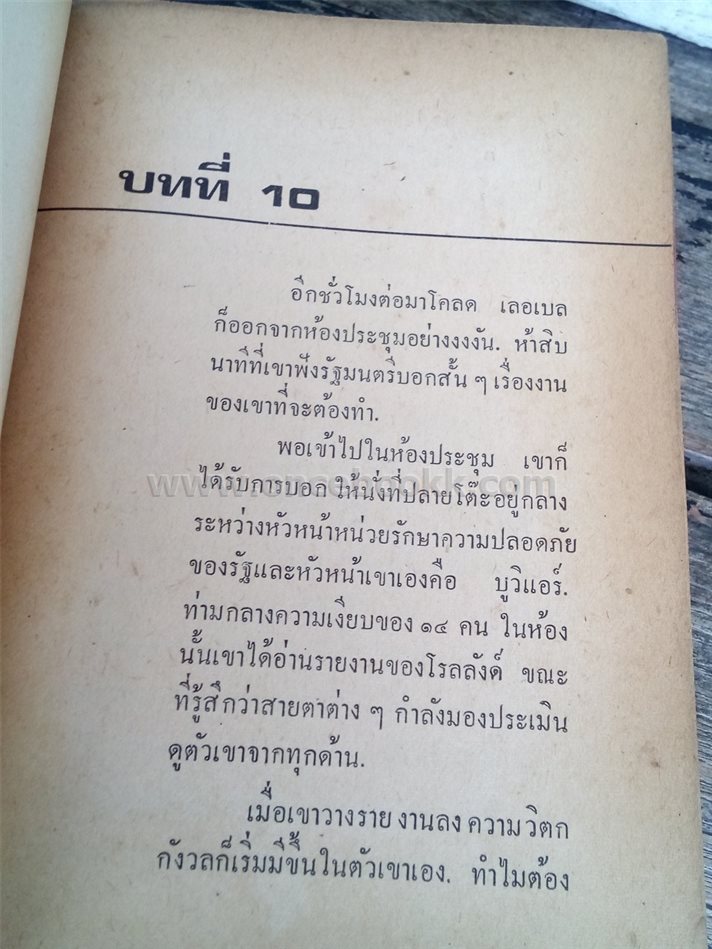 บทที่ 10
อีกชั่วโมงต่อมาโคลด เลอเบล
ก็ออกจากห้องประชุมอย่างงงงัน. ห้าสิบ
นาทีที่เขาฟังรัฐมนตรีบอกสั้น ๆ เรื่องงาน
ของเขาที่จะต้องทำ.
พอเข้าไปในห้องประชุม เขาก็
ได้รับการบอก ให้นั่งที่ปลายโต๊ะอยู่กลาง
ระหว่างหัวหน้าหน่วยรักษาความปลอดภัย
ของรัฐและหัวหน้าเขาเองคือ บูวิแอร์.
ท่ามกลางความเงียบของ ๑๔ คน ในห้อง
นั้นเขาได้อ่านรายงานของโรลลังด์ ขณะ
ที่รู้สึกว่าสายตาต่าง ๆ กำลังมองประเมิน
ดูตัวเขาจากทุกด้าน.
เมื่อเขาวางรายงานลง ความวิตก
กังวลก็เริ่มมีขึ้นในตัวเขาเอง. ทำไมต้อง